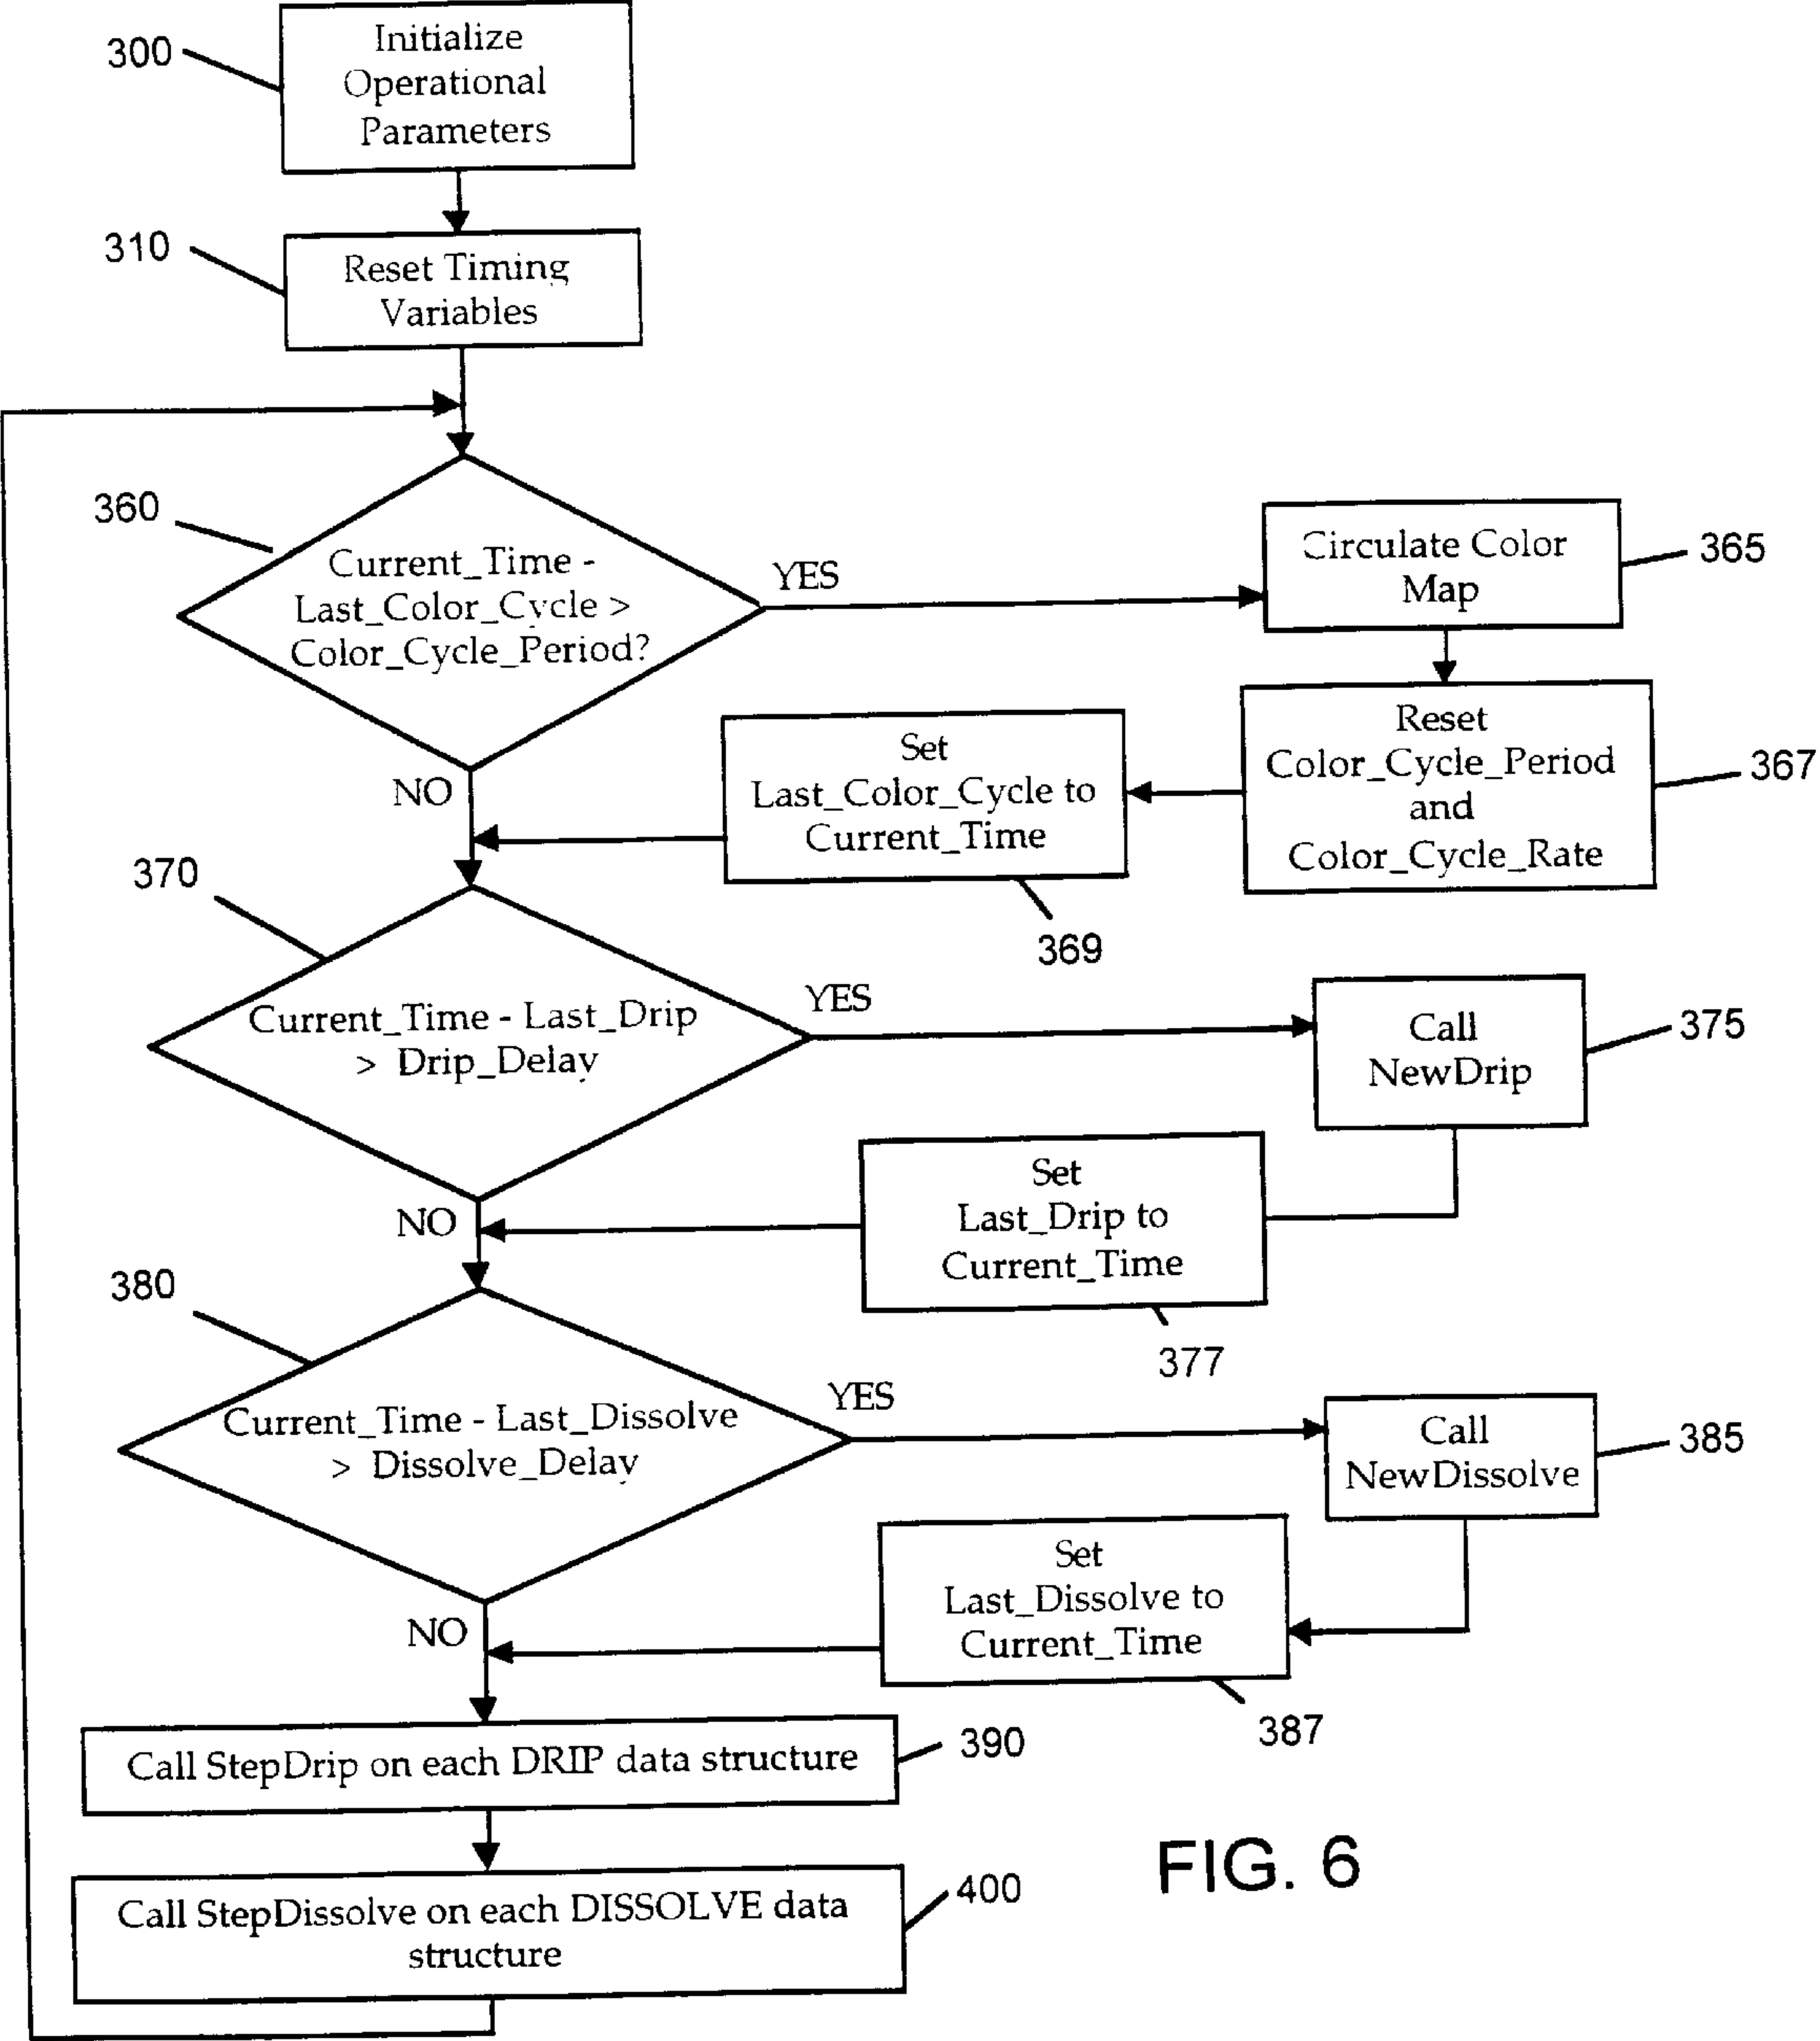 300
Initialize
Operational
Parameters
310
Reset Timing
Variables
360
Current_Time -
Last_Color_Cycle >
Color_Cycle_Period?
YES
Circulate Color
Map
365
NO
Set
Last_Color_Cycle to
Current_Time
369
Reset
Color_Cycle_Period
and
Color_Cycle_Rate
367
370
Current_Time - Last_Drip
> Drip_Delay
YES
Call
NewDrip
375
NO
Set
Last_Drip to
Current_Time
377
380
Current_Time - Last_Dissolve
> Dissolve_Delay
YES
Call
NewDissolve
385
NO
Set
Last_Dissolve to
Current_Time
387
Call StepDrip on each DRIP data structure
390
Call StepDissolve on each DISSOLVE data
structure
400
FIG. 6